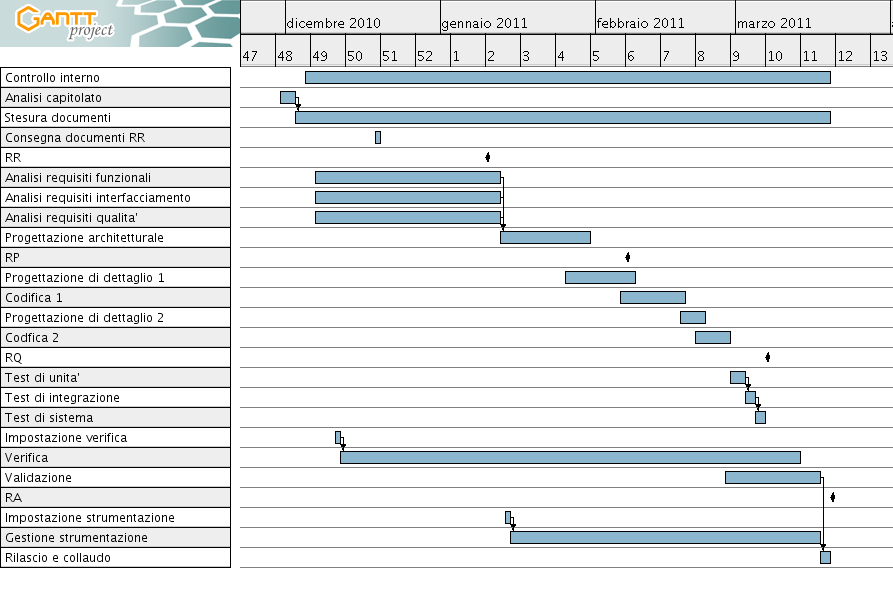 GANTT
project
dicembre 2010 gennaio 2011 febbraio 2011 marzo 2011
47 48 49 50 51 52 1 2 3 4 5 6 7 8 9 10 11 12 13
Controllo interno
Analisi capitolato
Stesura documenti
Consegna documenti RR
RR
Analisi requisiti funzionali
Analisi requisiti interfacciamento
Analisi requisiti qualita'
Progettazione architetturale
RP
Progettazione di dettaglio 1
Codifica 1
Progettazione di dettaglio 2
Codfica 2
RQ
Test di unita'
Test di integrazione
Test di sistema
Impostazione verifica
Verifica
Validazione
RA
Impostazione strumentazione
Gestione strumentazione
Rilascio e collaudo